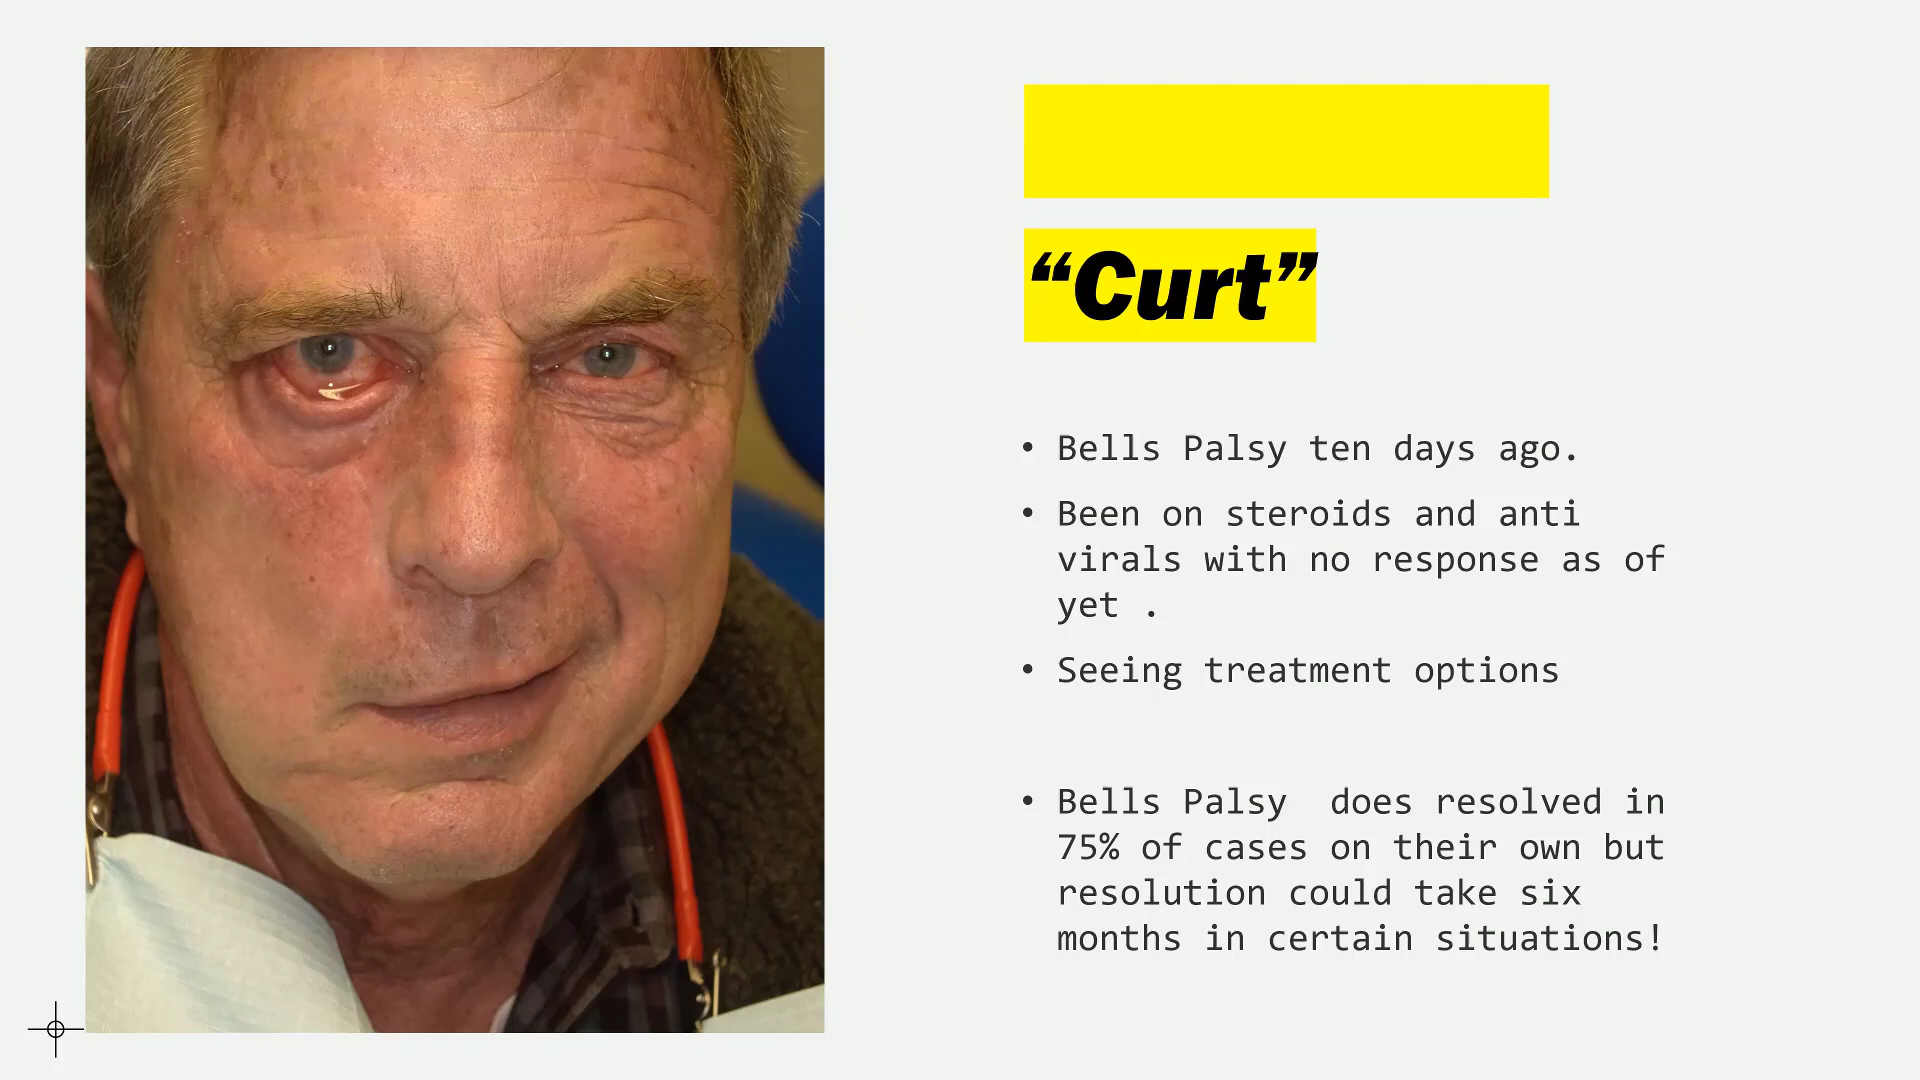 “Curt”
• Bells Palsy ten days ago.
• Been on steroids and anti
virals with no response as of
yet .
• Seeing treatment options
• Bells Palsy  does resolved in
75% of cases on their own but
resolution could take six
months in certain situations!